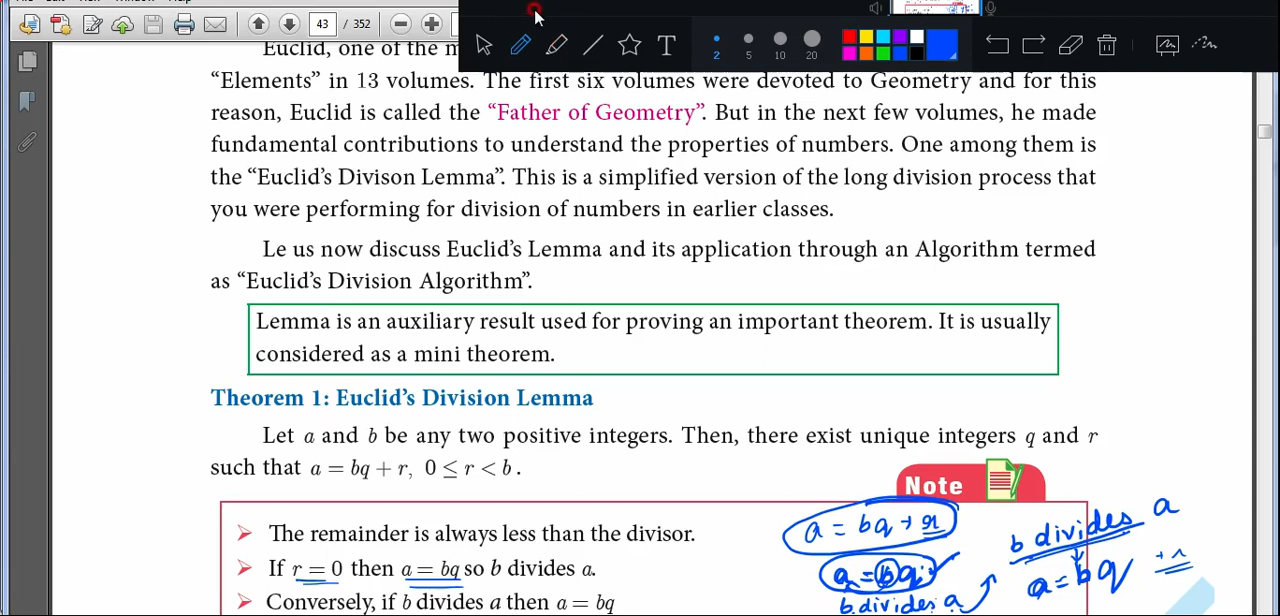 43 / 352
2 5 10 20
Euclid, one of the m
"Elements" in 13 volumes. The first six volumes were devoted to Geometry and for this
reason, Euclid is called the "Father of Geometry". But in the next few volumes, he made
fundamental contributions to understand the properties of numbers. One among them is
the "Euclid's Divison Lemma". This is a simplified version of the long division process that
you were performing for division of numbers in earlier classes.
Le us now discuss Euclid's Lemma and its application through an Algorithm termed
as "Euclid's Division Algorithm".
Lemma is an auxiliary result used for proving an important theorem. It is usually
considered as a mini theorem.
Theorem 1: Euclid's Division Lemma
Let a and b be any two positive integers. Then, there exist unique integers q and r
such that a = bq + r, 0 ≤ r < b .
Note
The remainder is always less than the divisor.
If r = 0 then a = bq so b divides a.
Conversely, if b divides a then a = bq
a = bq + r
a = bq
b divides a
b divides a
a = bq + r